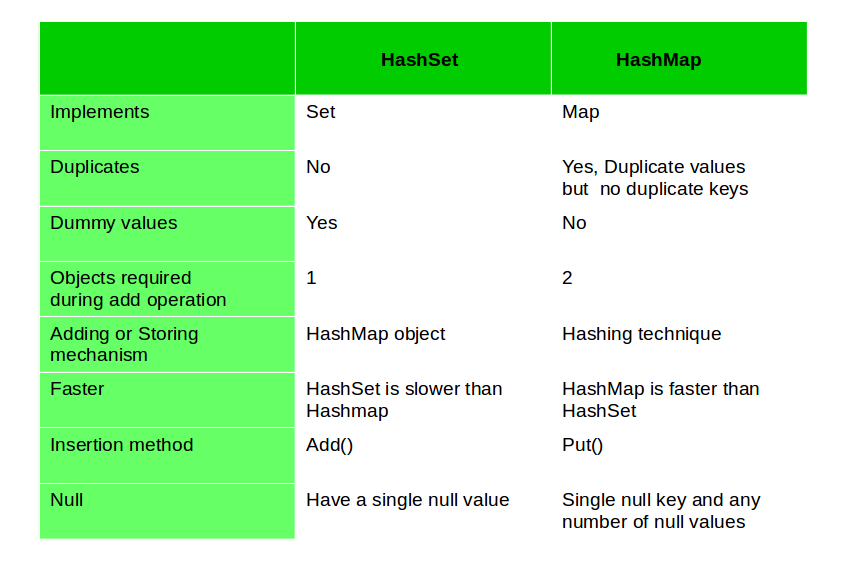 HashSet HashMap
Implements Set Map
Duplicates No Yes, Duplicate values
but no duplicate keys
Dummy values Yes No
Objects required 1 2
during add operation
Adding or Storing HashMap object Hashing technique
mechanism
Faster HashSet is slower than HashMap is faster than
Hashmap HashSet
Insertion method Add() Put()
Null Have a single null value Single null key and any
number of null values